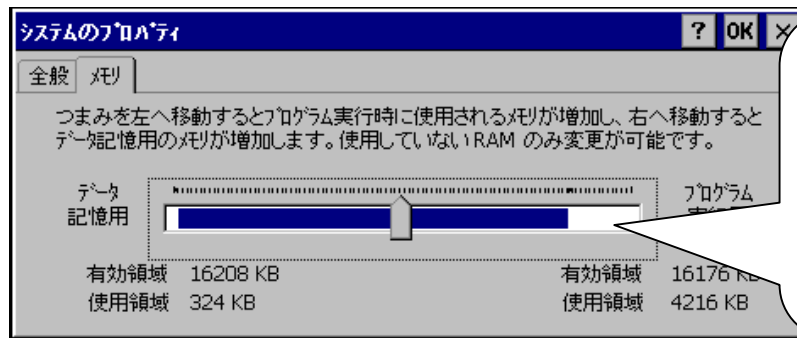 ｼｽﾃﾑのﾌﾟﾛﾊﾟﾃｨ ? OK ×
全般 ﾒﾓﾘ
つまみを左へ移動するとﾌﾟﾛｸﾞﾗﾑ実行時に使用されるﾒﾓﾘが増加し、右へ移動すると
ﾃﾞｰﾀ記憶用のﾒﾓﾘが増加します。使用していない RAM のみ変更が可能です。
ﾃﾞｰﾀ
記憶用
ﾌﾟﾛｸﾞﾗﾑ
有効領域 16208 KB
使用領域 324 KB
有効領域 16176 KB
使用領域 4216 KB